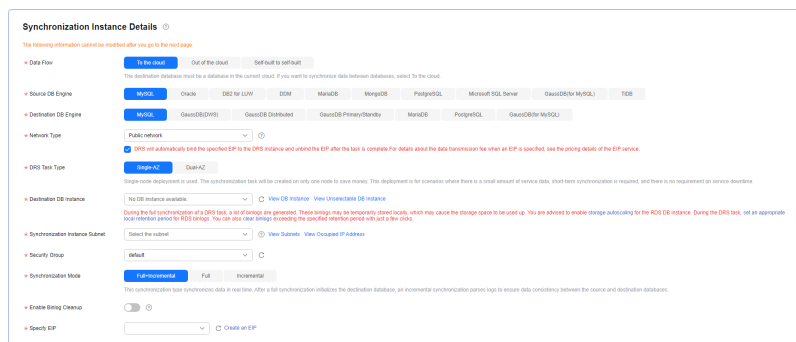 Synchronization Instance Details
The following information cannot be modified after you go to the next page.
* Data Flow
To the cloud
Out of the cloud
Self-built to self-built
The destination database must be a database in the current cloud. If you want to synchronize data between databases, select To the cloud.
* Source DB Engine
MySQL
Oracle
DB2 for LUW
DDM
MariaDB
MongoDB
PostgreSQL
Microsoft SQL Server
GaussDB(for MySQL)
TiDB
* Destination DB Engine
MySQL
GaussDB(DWS)
GaussDB Distributed
GaussDB Primary/Standby
MariaDB
PostgreSQL
GaussDB(for MySQL)
* Network Type
Public network
DRS will automatically bind the specified EIP to the DRS instance and unbind the EIP after the task is complete.For details about the data transmission fee when an EIP is specified, see the pricing details of the EIP service.
* DRS Task Type
Single-AZ
Dual-AZ
Single node deployment is used. The synchronization task will be created on only one node to save money. This deployment is for scenarios where there is a small amount of service data, short-term synchronization is required, and there is no requirement on service downtime.
* Destination DB Instance
No DB instance available.
View DB Instance
View Unselectable DB Instance
During the full synchronization of a DRS task, a lot of binlogs are generated. These binlogs may be temporarily stored locally, which may cause the storage space to be used up. You are advised to enable storage autoscaling for the RDS DB instance. During the DRS task, set an appropriate
local retention period for RDS binlogs. You can also clear binlogs exceeding the specified retention period with just a few clicks.
* Synchronization Instance Subnet
Select the subnet
View Subnets
View Occupied IP Address
* Security Group
default
* Synchronization Mode
Full+Incremental
Full
Incremental
This synchronization type synchronizes data in real time. After a full synchronization initializes the destination database, an incremental synchronization parses logs to ensure data consistency between the source and destination databases.
* Enable Binlog Cleanup
* Specify EIP
Create an EIP